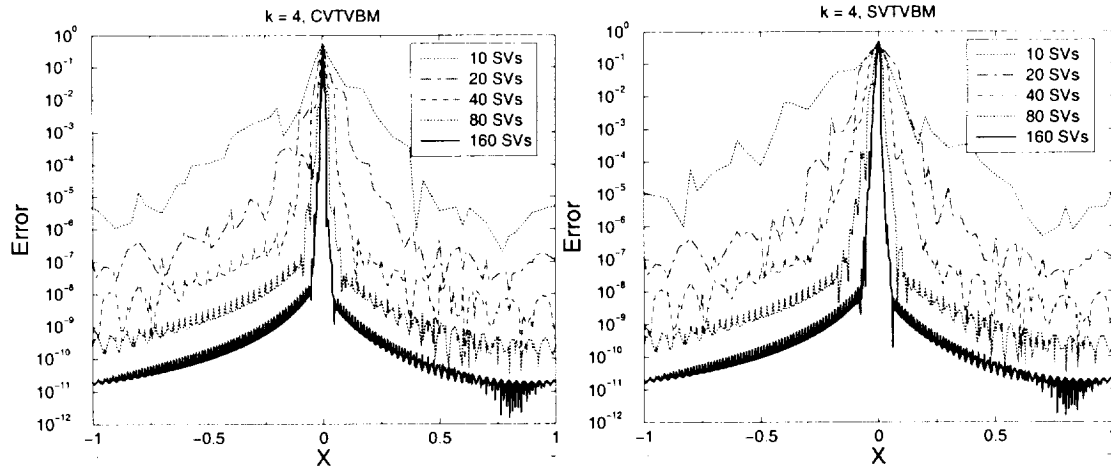 k = 4, CVTVBM
10^0
10^-1
10^-2
10^-3
10^-4
10^-5
10^-6
10^-7
10^-8
10^-9
10^-10
10^-11
10^-12
Error
10 SVs
20 SVs
40 SVs
80 SVs
160 SVs
-1
-0.5
0
0.5
1
X
k = 4, SVTVBM
10^0
10^-1
10^-2
10^-3
10^-4
10^-5
10^-6
10^-7
10^-8
10^-9
10^-10
10^-11
10^-12
Error
10 SVs
20 SVs
40 SVs
80 SVs
160 SVs
-1
-0.5
0
0.5
1
X